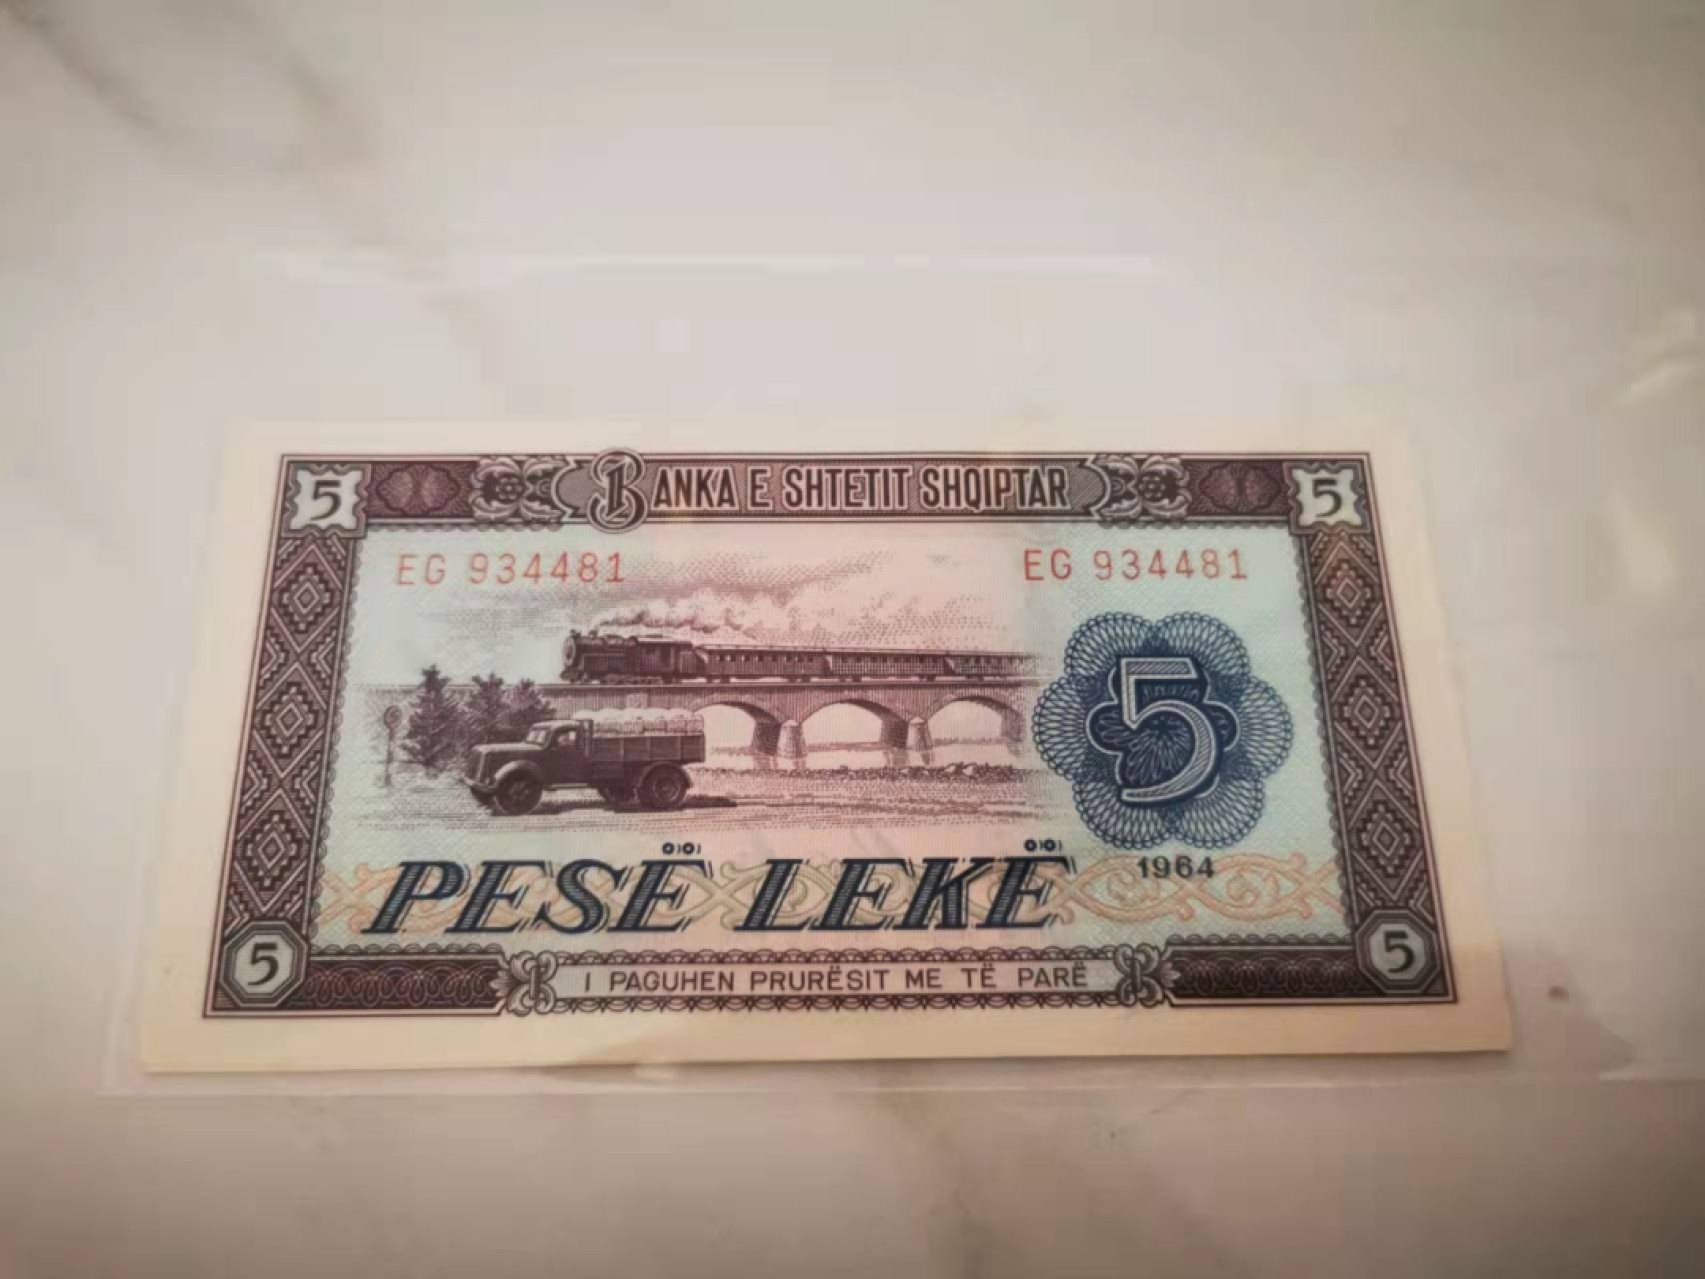 5 BANKA E SHTETIT SHQIPTAR 5
EG 934481 EG 934481
5
PESË LEKË 1964
5 I PAGUHEN PRURËSIT ME TË PARË 5